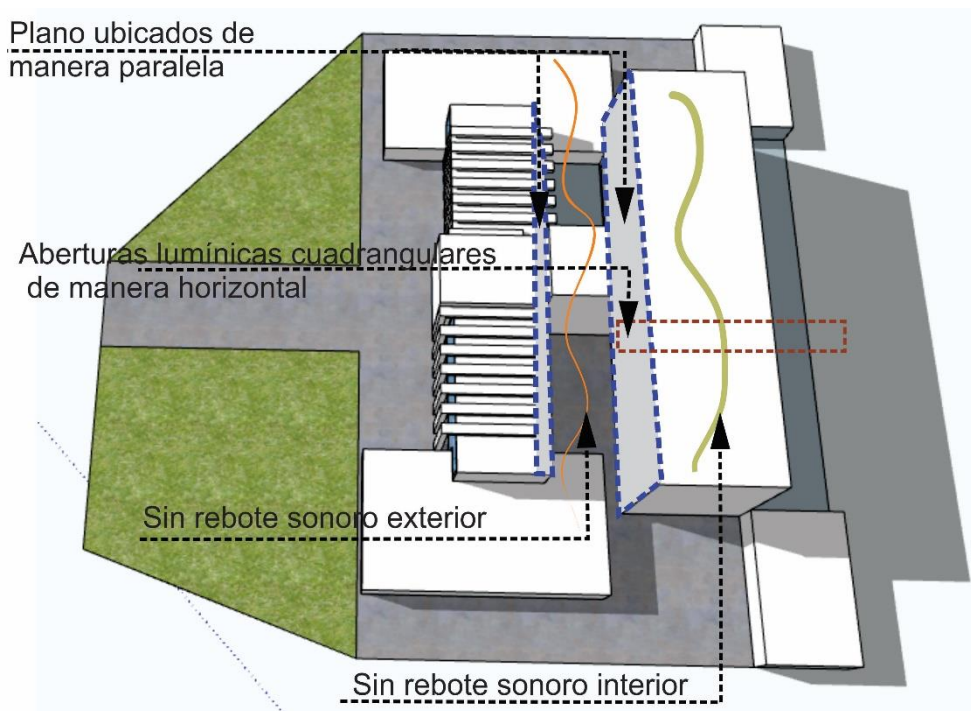 Plano ubicados de
manera paralela
Aberturas lumínicas cuadrangulares
de manera horizontal
Sin rebote sonoro exterior
Sin rebote sonoro interior